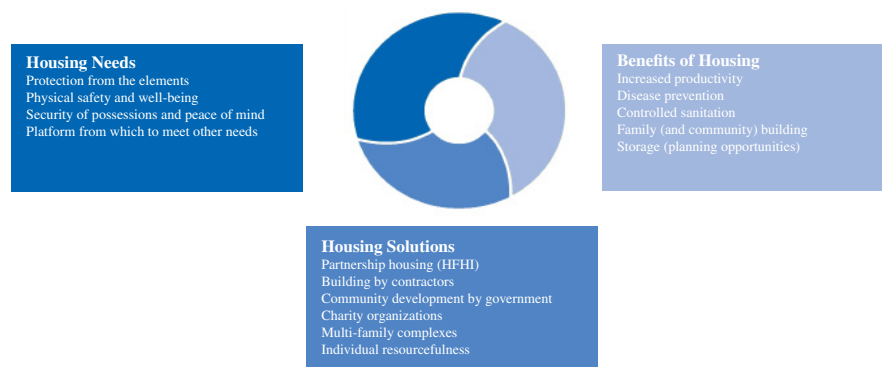 Housing Needs
Protection from the elements
Physical safety and well-being
Security of possessions and peace of mind
Platform from which to meet other needs
Benefits of Housing
Increased productivity
Disease prevention
Controlled sanitation
Family (and community) building
Storage (planning opportunities)
Housing Solutions
Partnership housing (HFHI)
Building by contractors
Community development by government
Charity organizations
Multi-family complexes
Individual resourcefulness